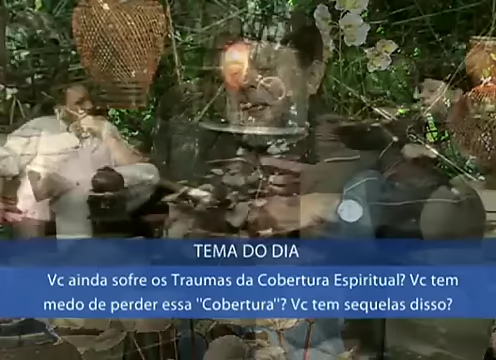 TEMA DO DIA
Vc ainda sofre os Traumas da Cobertura Espiritual? Vc tem
medo de perder essa "Cobertura"? Vc tem sequelas disso?